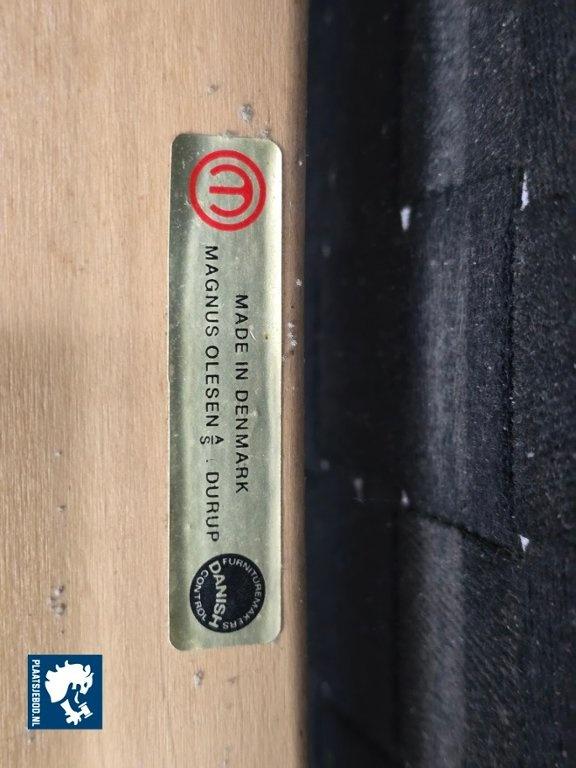 MADE IN DENMARK
MAGNUS OLESEN A/S . DURUP
FURNITUREMAKERS
DANISH
CONTROL
PLAATSJEBOD.NL